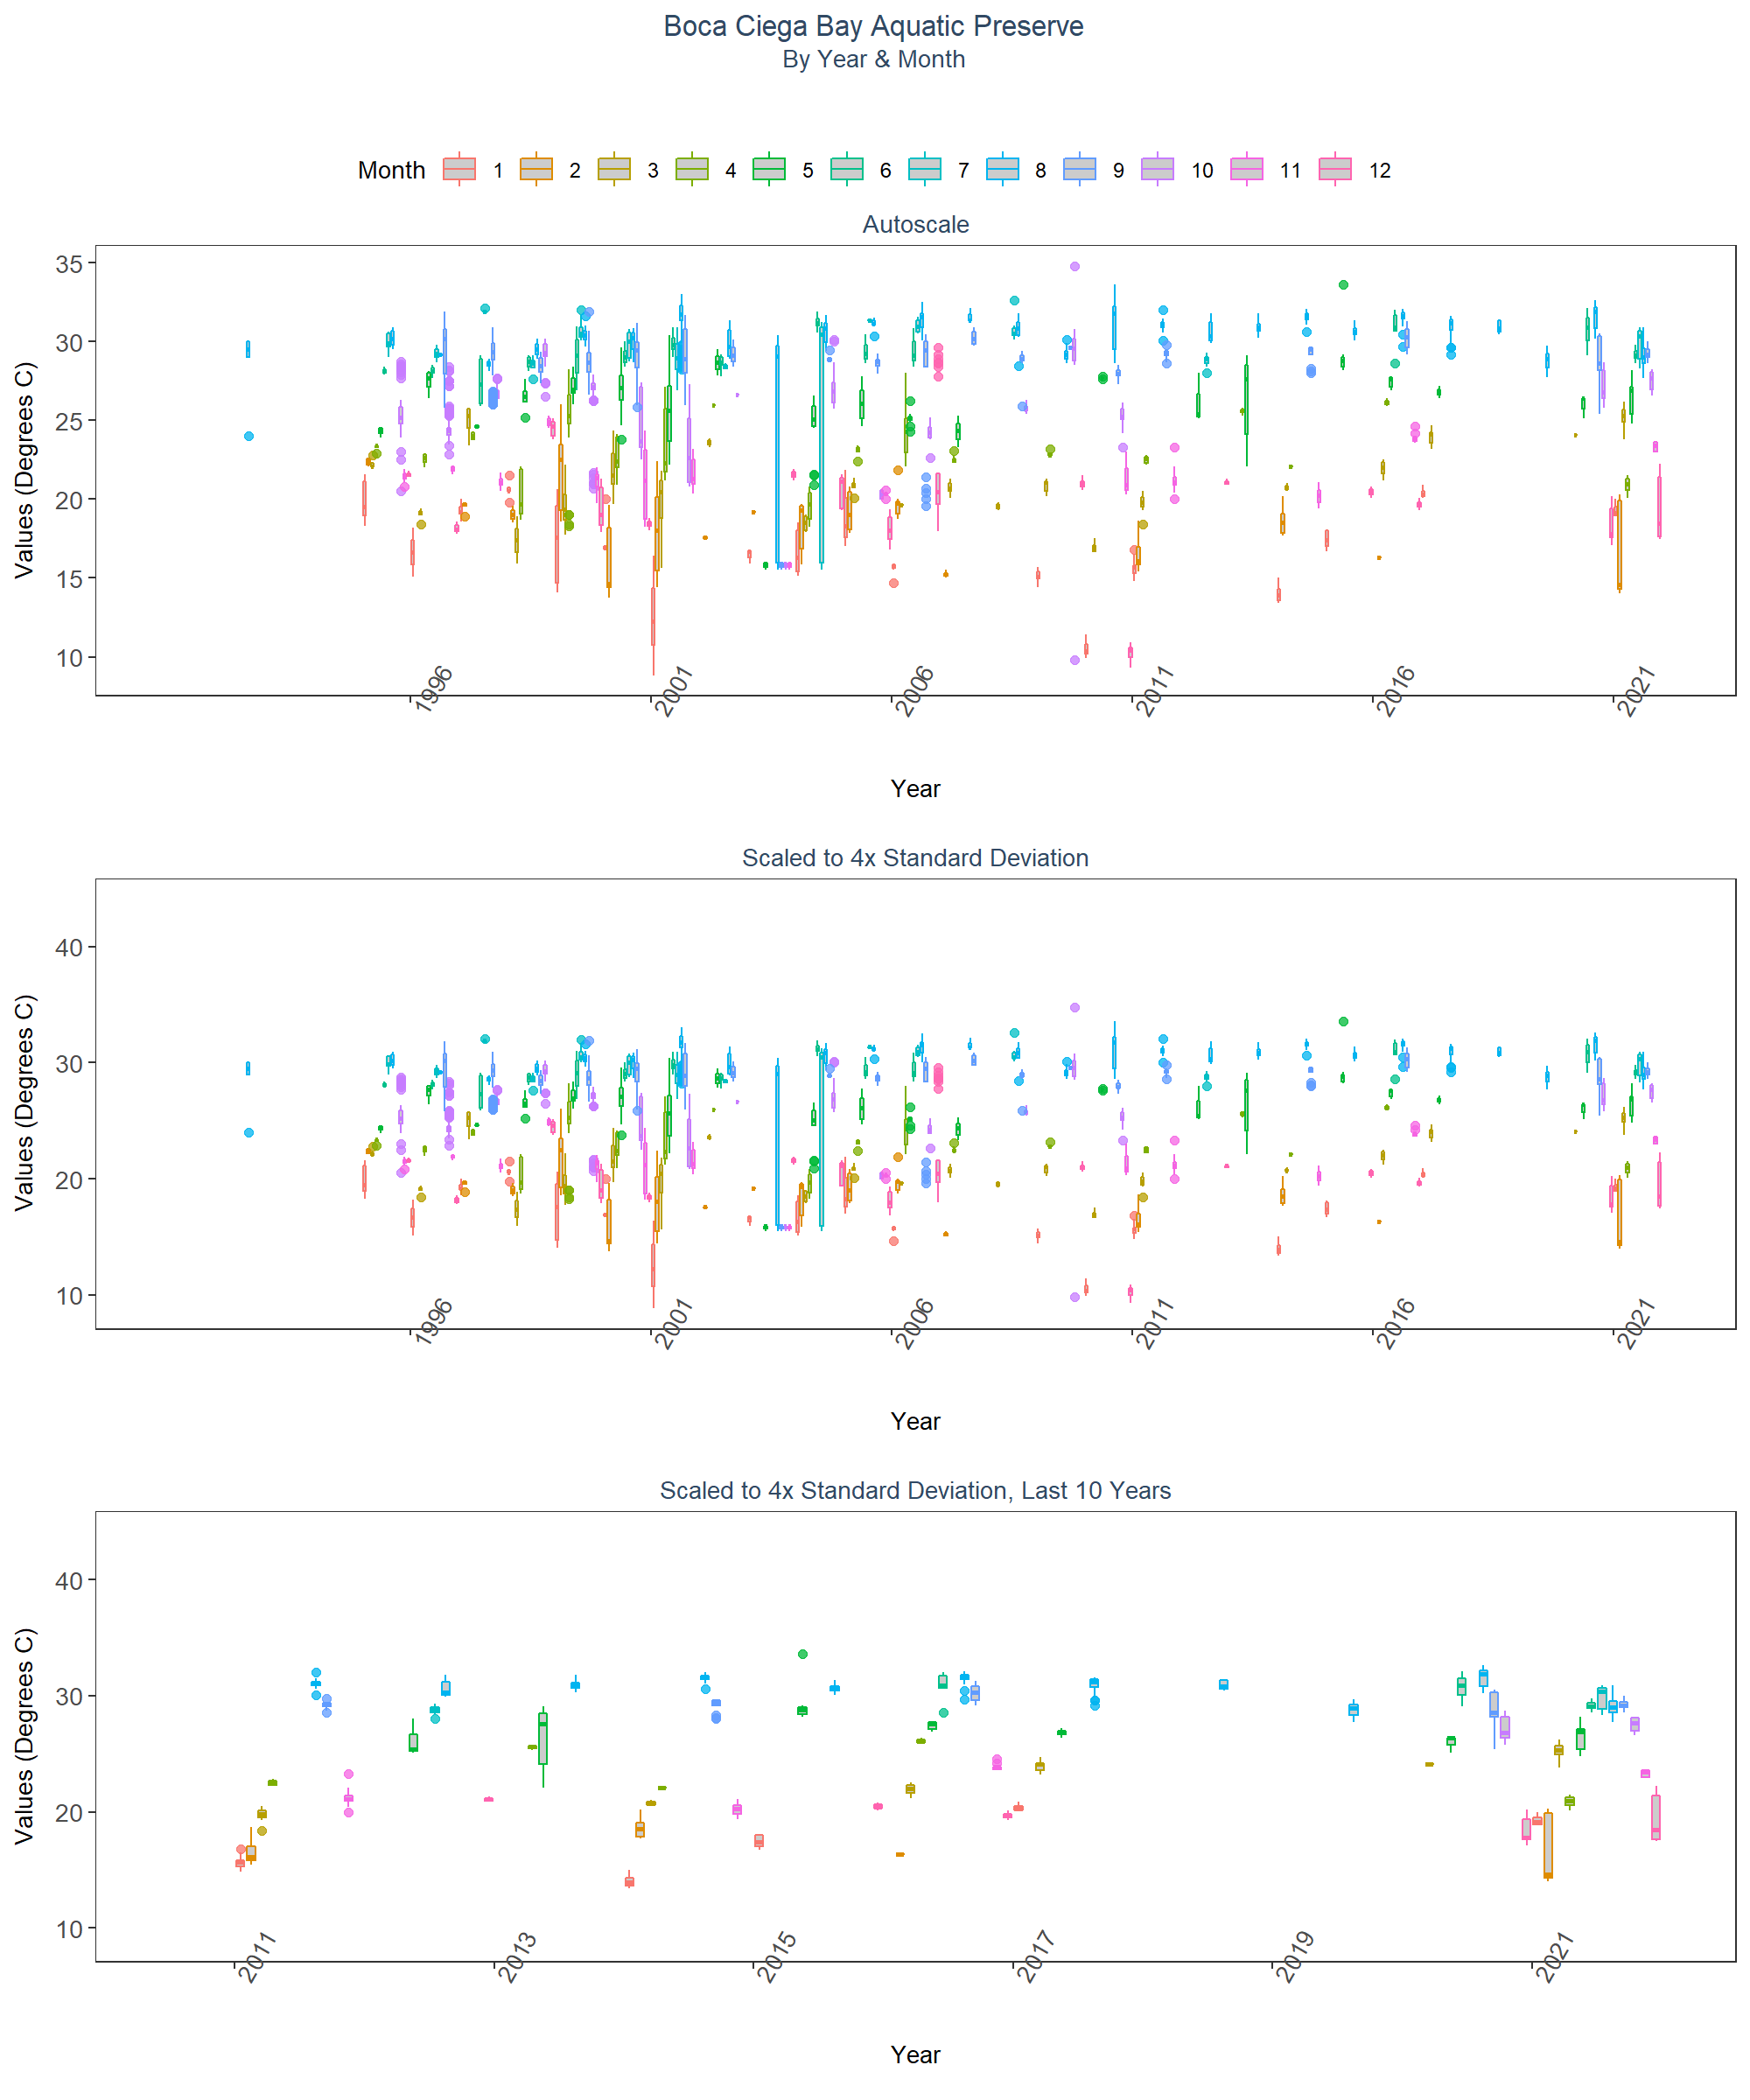 Boca Ciega Bay Aquatic Preserve
By Year & Month
Month 1 2 3 4 5 6 7 8 9 10 11 12
Autoscale
Values (Degrees C)
35
30
25
20
15
10
1996 2001 2006 2011 2016 2021
Year
Scaled to 4x Standard Deviation
Values (Degrees C)
40
30
20
10
1996 2001 2006 2011 2016 2021
Year
Scaled to 4x Standard Deviation, Last 10 Years
Values (Degrees C)
40
30
20
10
2011 2013 2015 2017 2019 2021
Year